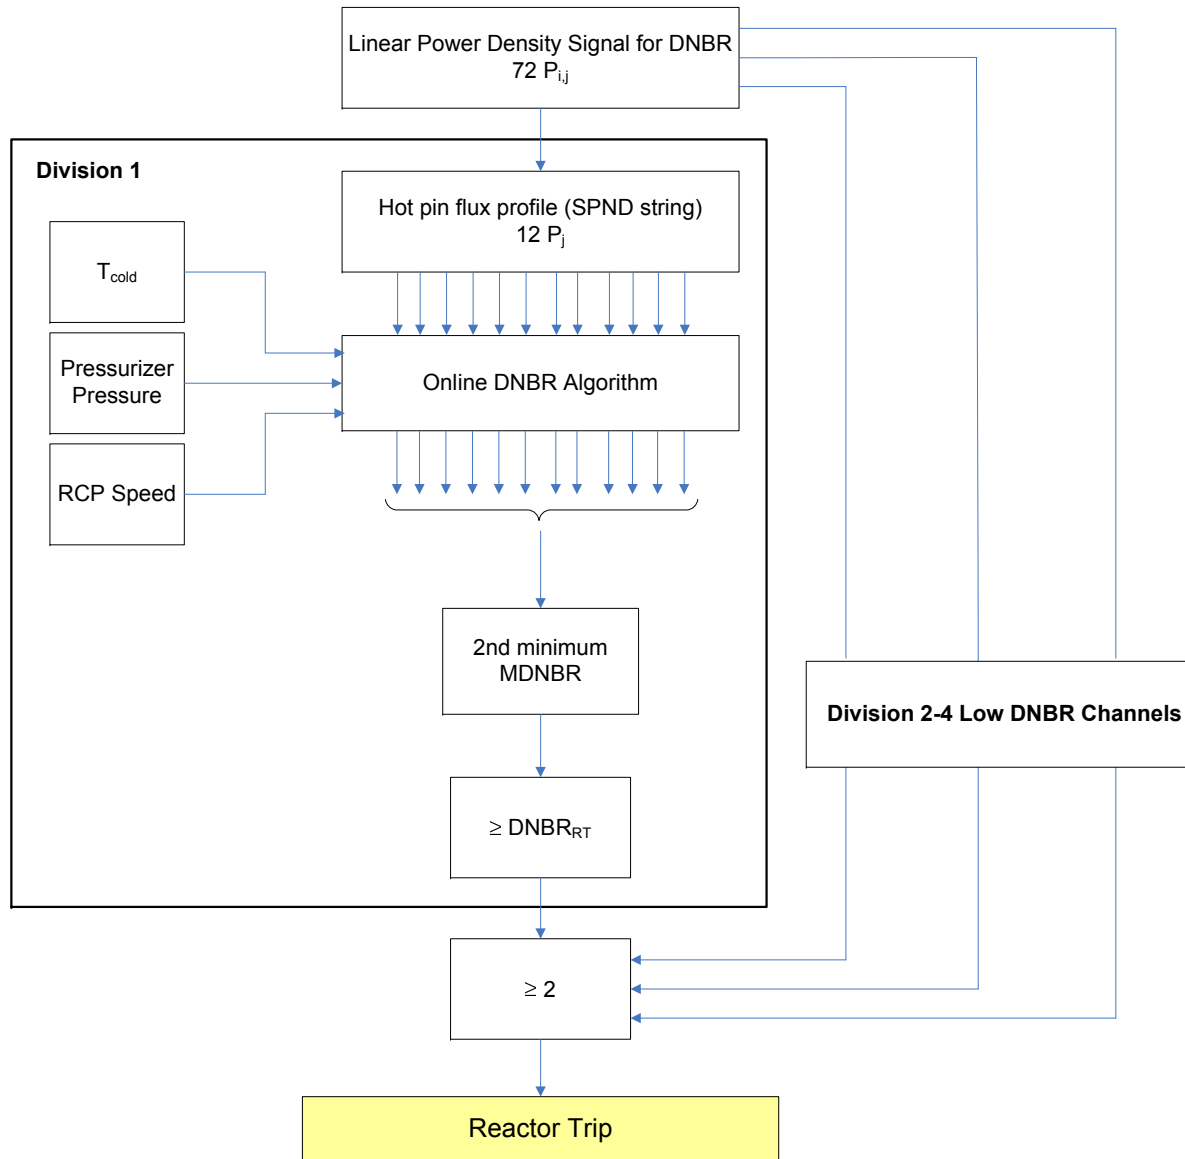 Linear Power Density Signal for DNBR
72 Pi,j
Division 1
Hot pin flux profile (SPND string)
12 Pj
Tcold
Pressurizer
Pressure
Online DNBR Algorithm
RCP Speed
2nd minimum
MDNBR
Division 2-4 Low DNBR Channels
≥ DNBRRT
≥ 2
Reactor Trip